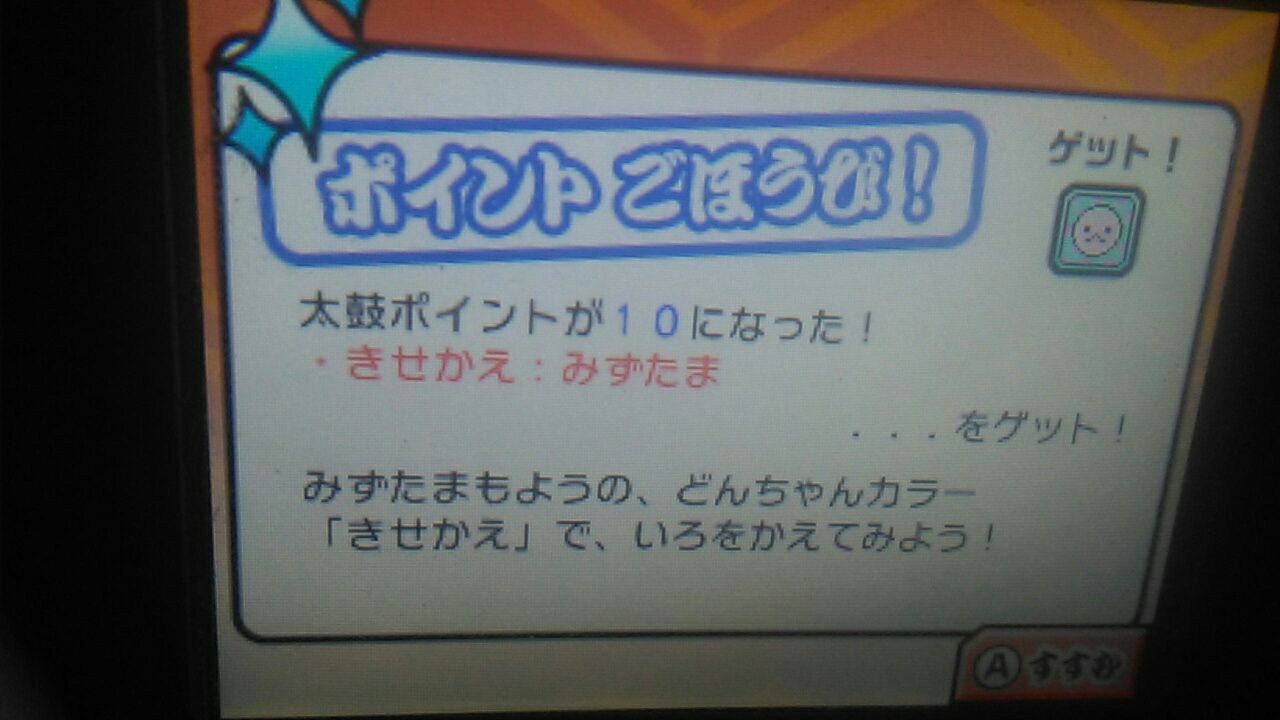 ポイントごほうび！
ゲット！
太鼓ポイントが１０になった！
・きせかえ：みずたま
．．．をゲット！
みずたまもようの、どんちゃんカラー
「きせかえ」で、いろをかえてみよう！
Ⓐすすむ